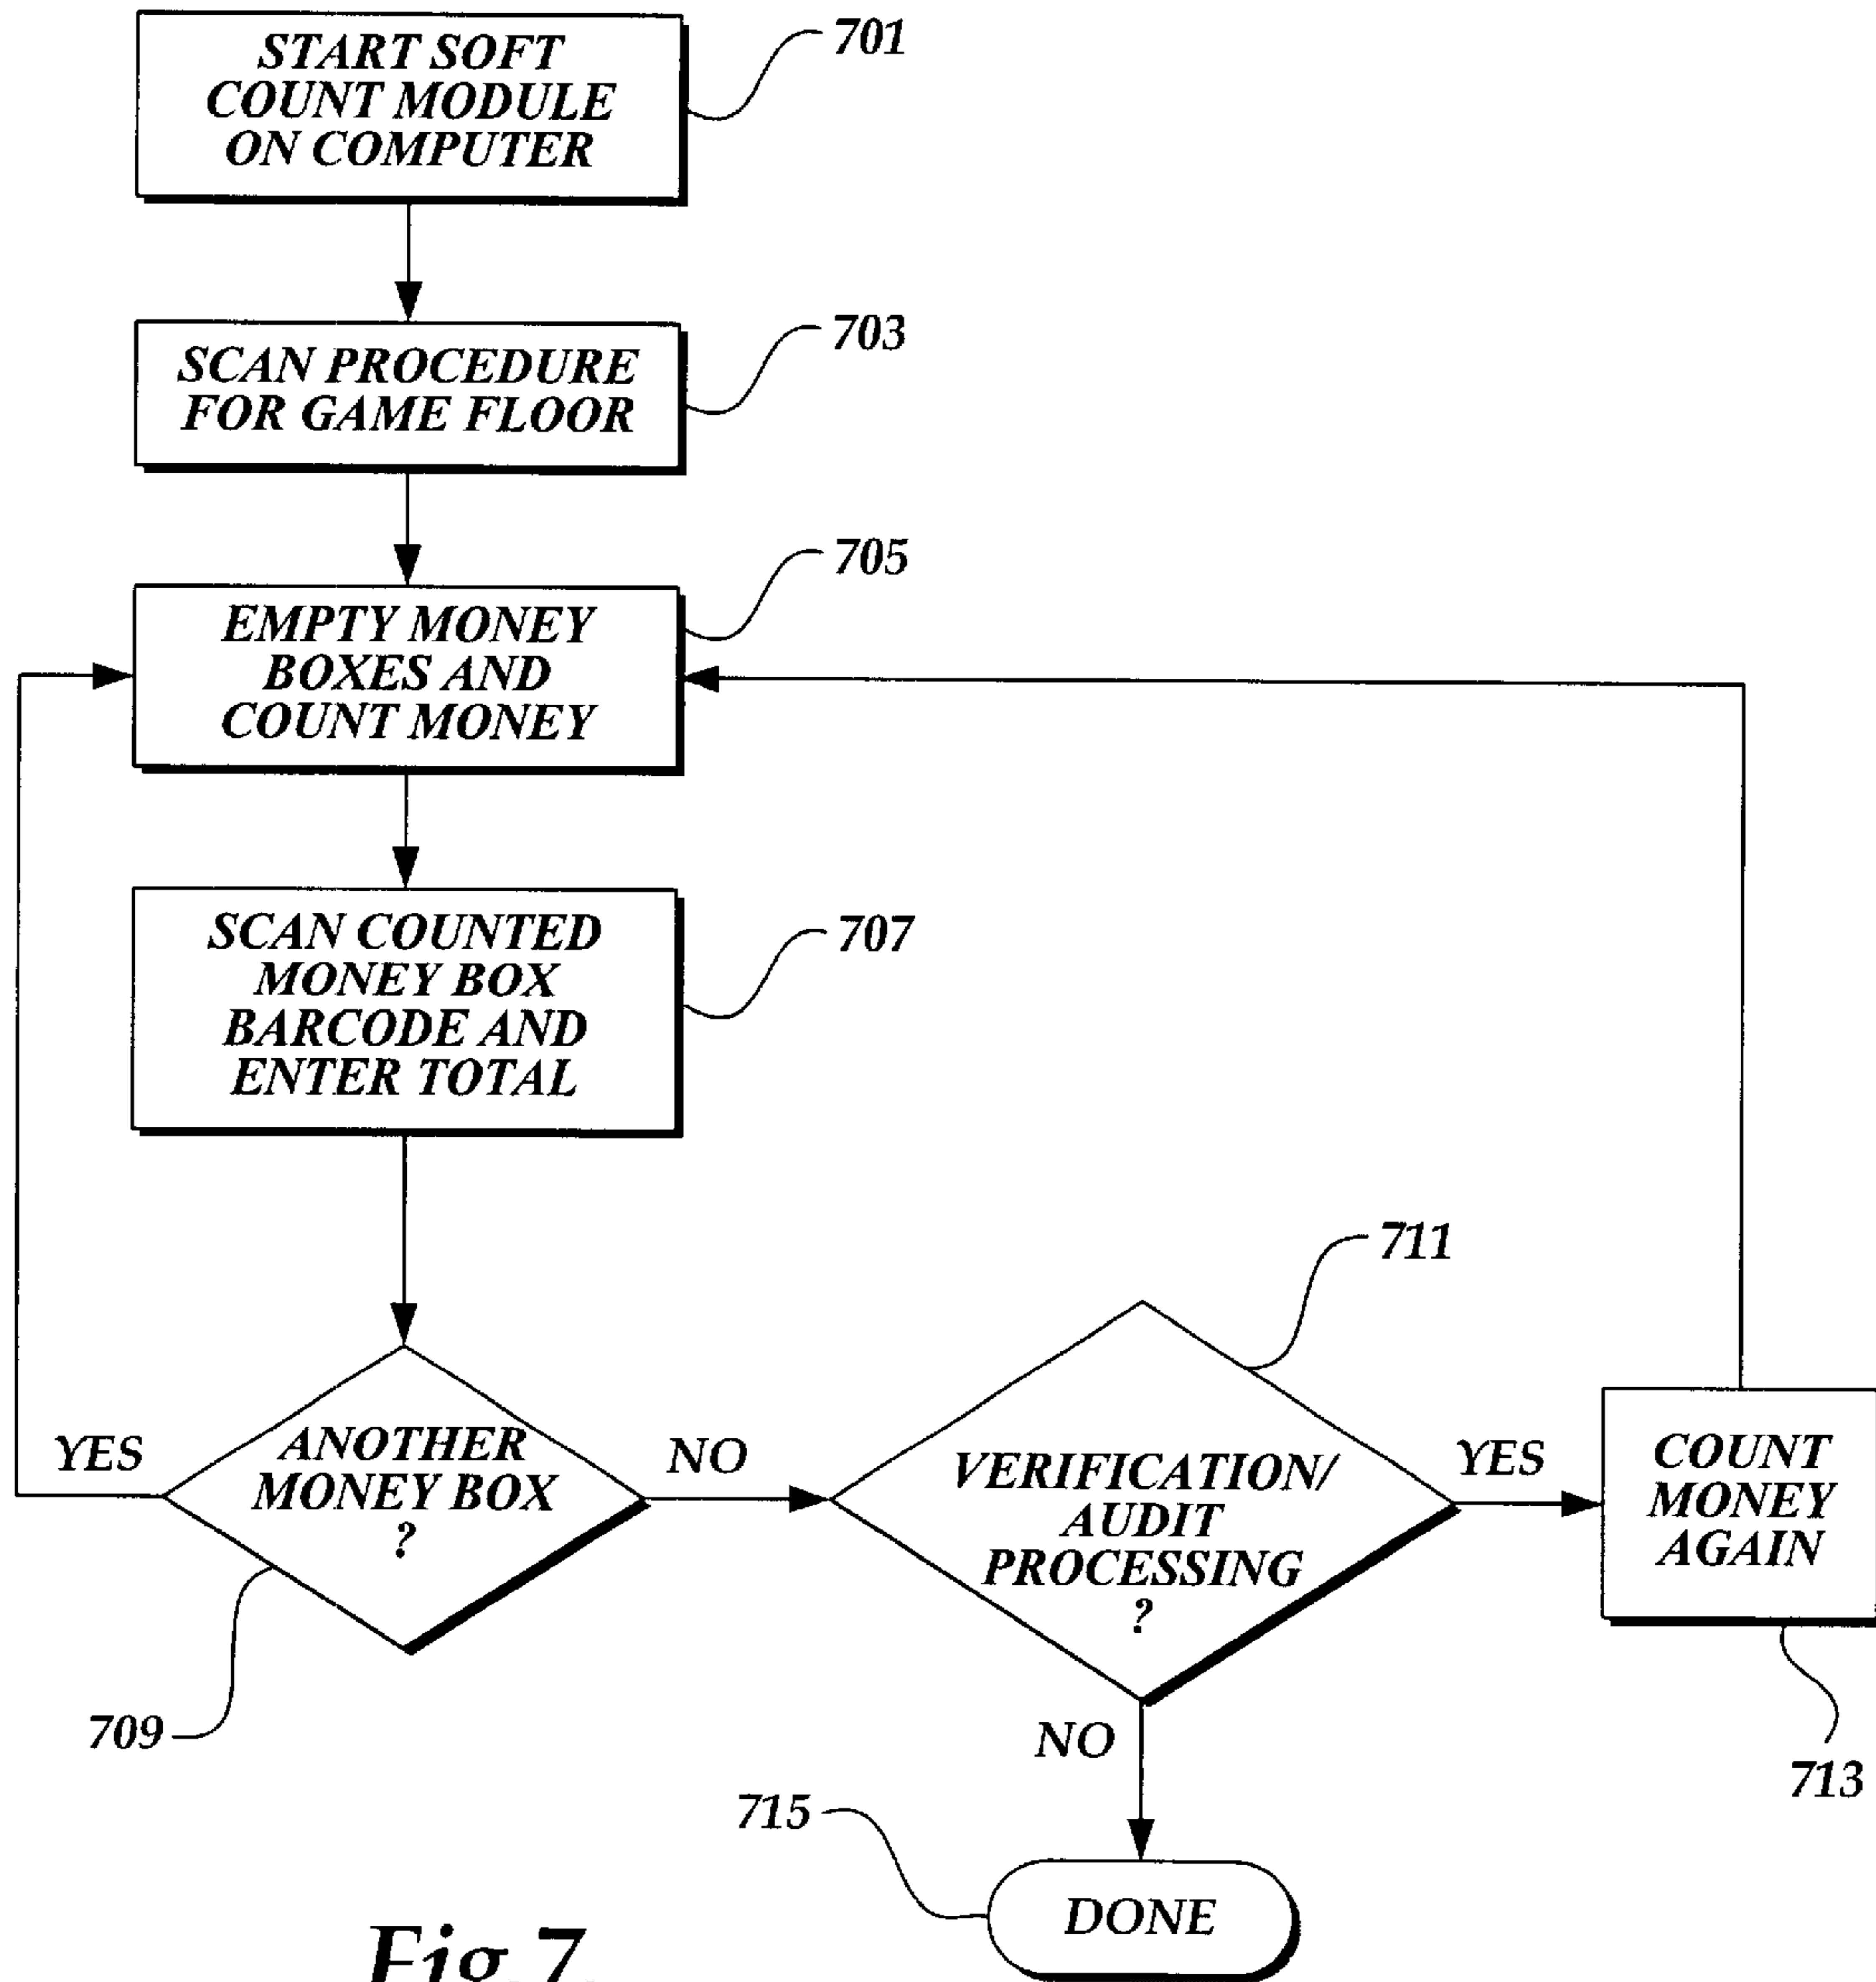 START SOFT
COUNT MODULE
ON COMPUTER
701
SCAN PROCEDURE
FOR GAME FLOOR
703
705
EMPTY MONEY
BOXES AND
COUNT MONEY
SCAN COUNTED
MONEY BOX
BARCODE AND
ENTER TOTAL
707
711
YES
ANOTHER
MONEY BOX
?
NO
VERIFICATION/
AUDIT
PROCESSING
?
YES
COUNT
MONEY
AGAIN
709
NO
713
715
DONE
Fig.7.